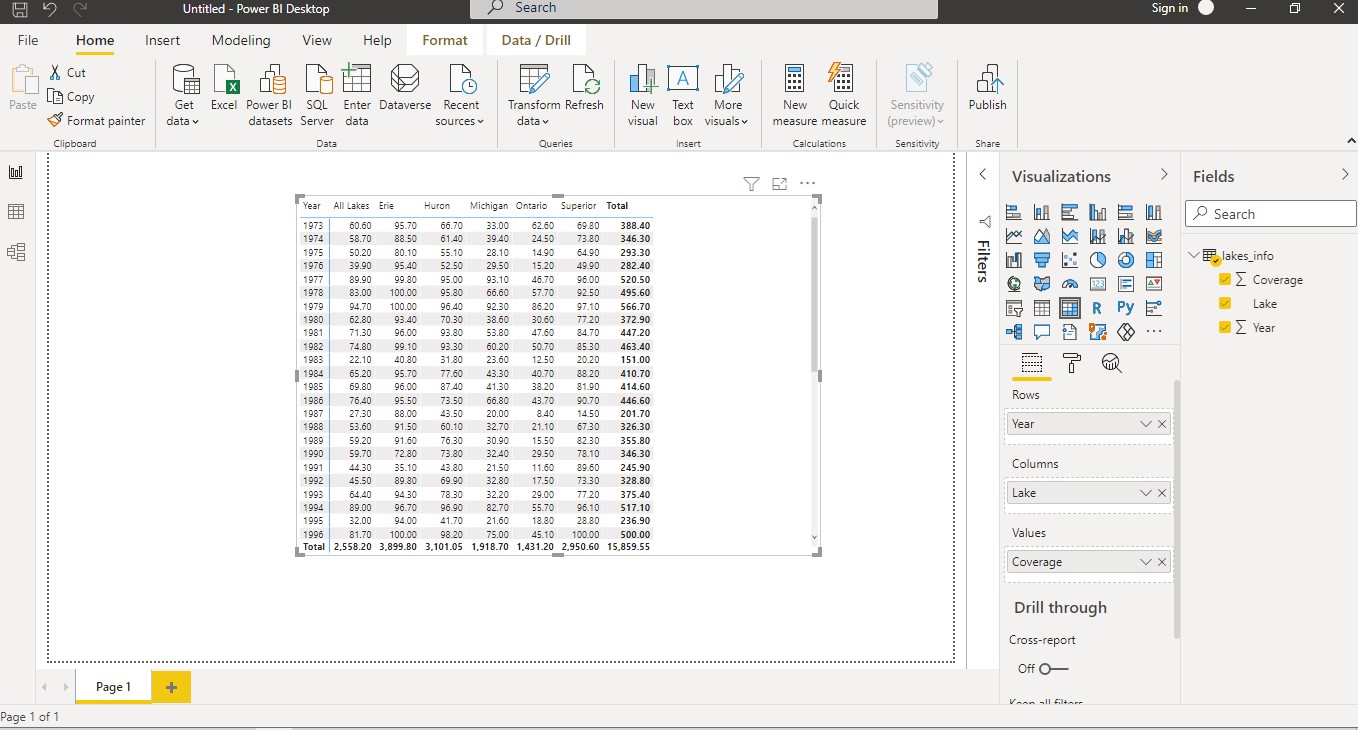 Untitled - Power BI Desktop
Search
Sign in
File Home Insert Modeling View Help Format Data / Drill
Paste
Cut
Copy
Format painter
Clipboard
Get data
Excel
Power BI datasets
SQL Server
Enter data
Dataverse
Recent sources
Data
Transform data
Refresh
Queries
New visual
Text box
More visuals
Insert
New measure
Quick measure
Calculations
Sensitivity (preview)
Sensitivity
Publish
Share
Year All Lakes Erie Huron Michigan Ontario Superior Total
1973 60.60 95.70 66.70 33.00 62.60 69.80 388.40
1974 58.70 88.50 61.40 39.40 24.50 73.80 346.30
1975 50.20 80.10 55.10 28.10 14.90 64.90 293.30
1976 39.90 95.40 52.50 29.50 15.20 49.90 282.40
1977 89.90 99.80 95.00 93.10 46.70 96.00 520.50
1978 83.00 100.00 95.80 66.60 57.70 92.50 495.60
1979 94.70 100.00 96.40 92.30 86.20 97.10 566.70
1980 62.80 93.40 70.30 38.60 30.60 77.20 372.90
1981 71.30 96.00 93.80 53.80 47.60 84.70 447.20
1982 74.80 99.10 93.30 60.20 50.70 85.30 463.40
1983 22.10 40.80 31.80 23.60 12.50 20.20 151.00
1984 65.20 95.70 77.60 43.30 40.70 88.20 410.70
1985 69.80 96.00 87.40 41.30 38.20 81.90 414.60
1986 76.40 95.50 73.50 66.80 43.70 90.70 446.60
1987 27.30 88.00 43.50 20.00 8.40 14.50 201.70
1988 53.60 91.50 60.10 32.70 21.10 67.30 326.30
1989 59.20 91.60 76.30 30.90 15.50 82.30 355.80
1990 59.70 72.80 73.80 32.40 29.50 78.10 346.30
1991 44.30 35.10 43.80 21.50 11.60 89.60 245.90
1992 45.50 89.80 69.90 32.80 17.50 73.30 328.80
1993 64.40 94.30 78.30 32.20 29.00 77.20 375.40
1994 89.00 96.70 96.90 82.70 55.70 96.10 517.10
1995 32.00 94.00 41.70 21.60 18.80 28.80 236.90
1996 81.70 100.00 98.20 75.00 45.10 100.00 500.00
Total 2,558.20 3,899.80 3,101.05 1,918.70 1,431.20 2,950.60 15,859.55
Filters
Visualizations
R Py
123
Rows
Year
Columns
Lake
Values
Coverage
Drill through
Cross-report
Off
Keep all filters
Fields
Search
lakes_info
Coverage
Lake
Year
Page 1
Page 1 of 1